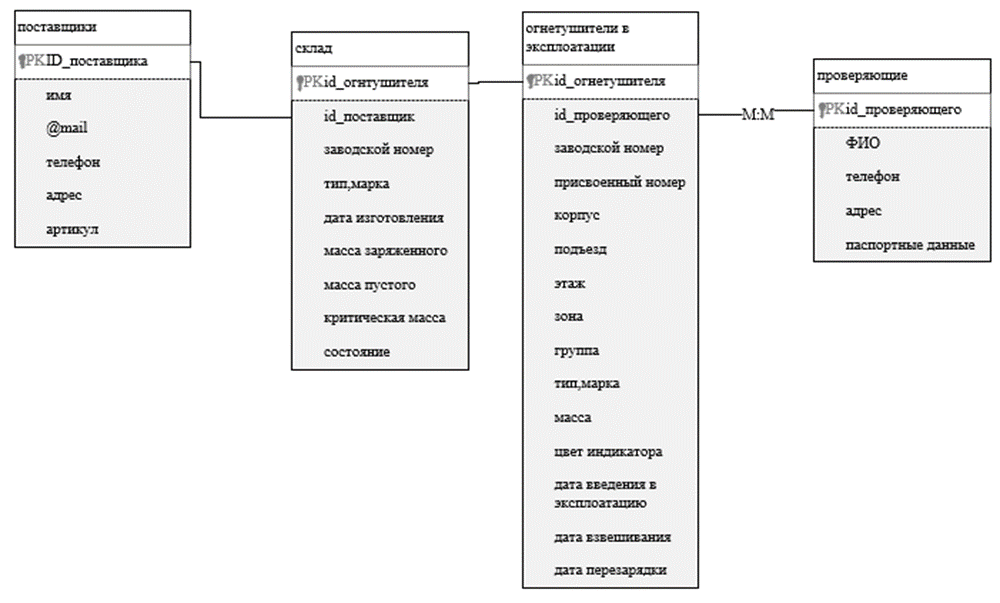 поставщики
PK ID_поставщика
имя
@mail
телефон
адрес
артикул
склад
PK id_огнтушителя
id_поставщик
заводской номер
тип,марка
дата изготовления
масса заряженного
масса пустого
критическая масса
состояние
огнетушители в
эксплоатации
PK id_огнетушителя
id_проверяющего
заводской номер
присвоенный номер
корпус
подъезд
этаж
зона
группа
тип,марка
масса
цвет индикатора
дата введения в
эксплоатацию
дата взвешивания
дата перезарядки
М:М
проверяющие
PK id_проверяющего
ФИО
телефон
адрес
паспортные данные